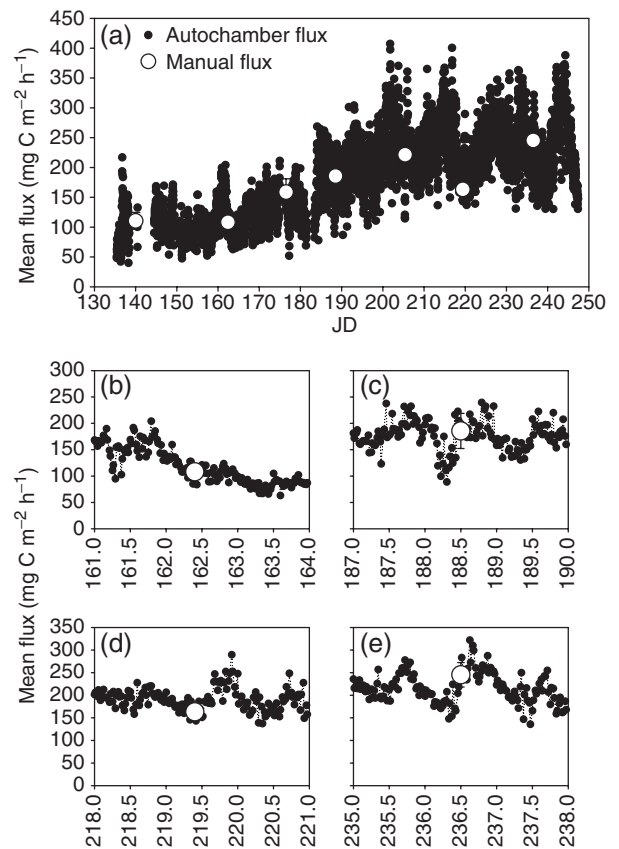 (a)
Autochamber flux
Manual flux
Mean flux (mg C m⁻² h⁻¹)
450
400
350
300
250
200
150
100
50
0
130 140 150 160 170 180 190 200 210 220 230 240 250
JD
Mean flux (mg C m⁻² h⁻¹)
(b)
300
250
200
150
100
50
0
161.0 161.5 162.0 162.5 163.0 163.5 164.0
(c)
187.0 187.5 188.0 188.5 189.0 189.5 190.0
(d)
350
300
250
200
150
100
50
0
218.0 218.5 219.0 219.5 220.0 220.5 221.0
(e)
235.0 235.5 236.0 236.5 237.0 237.5 238.0